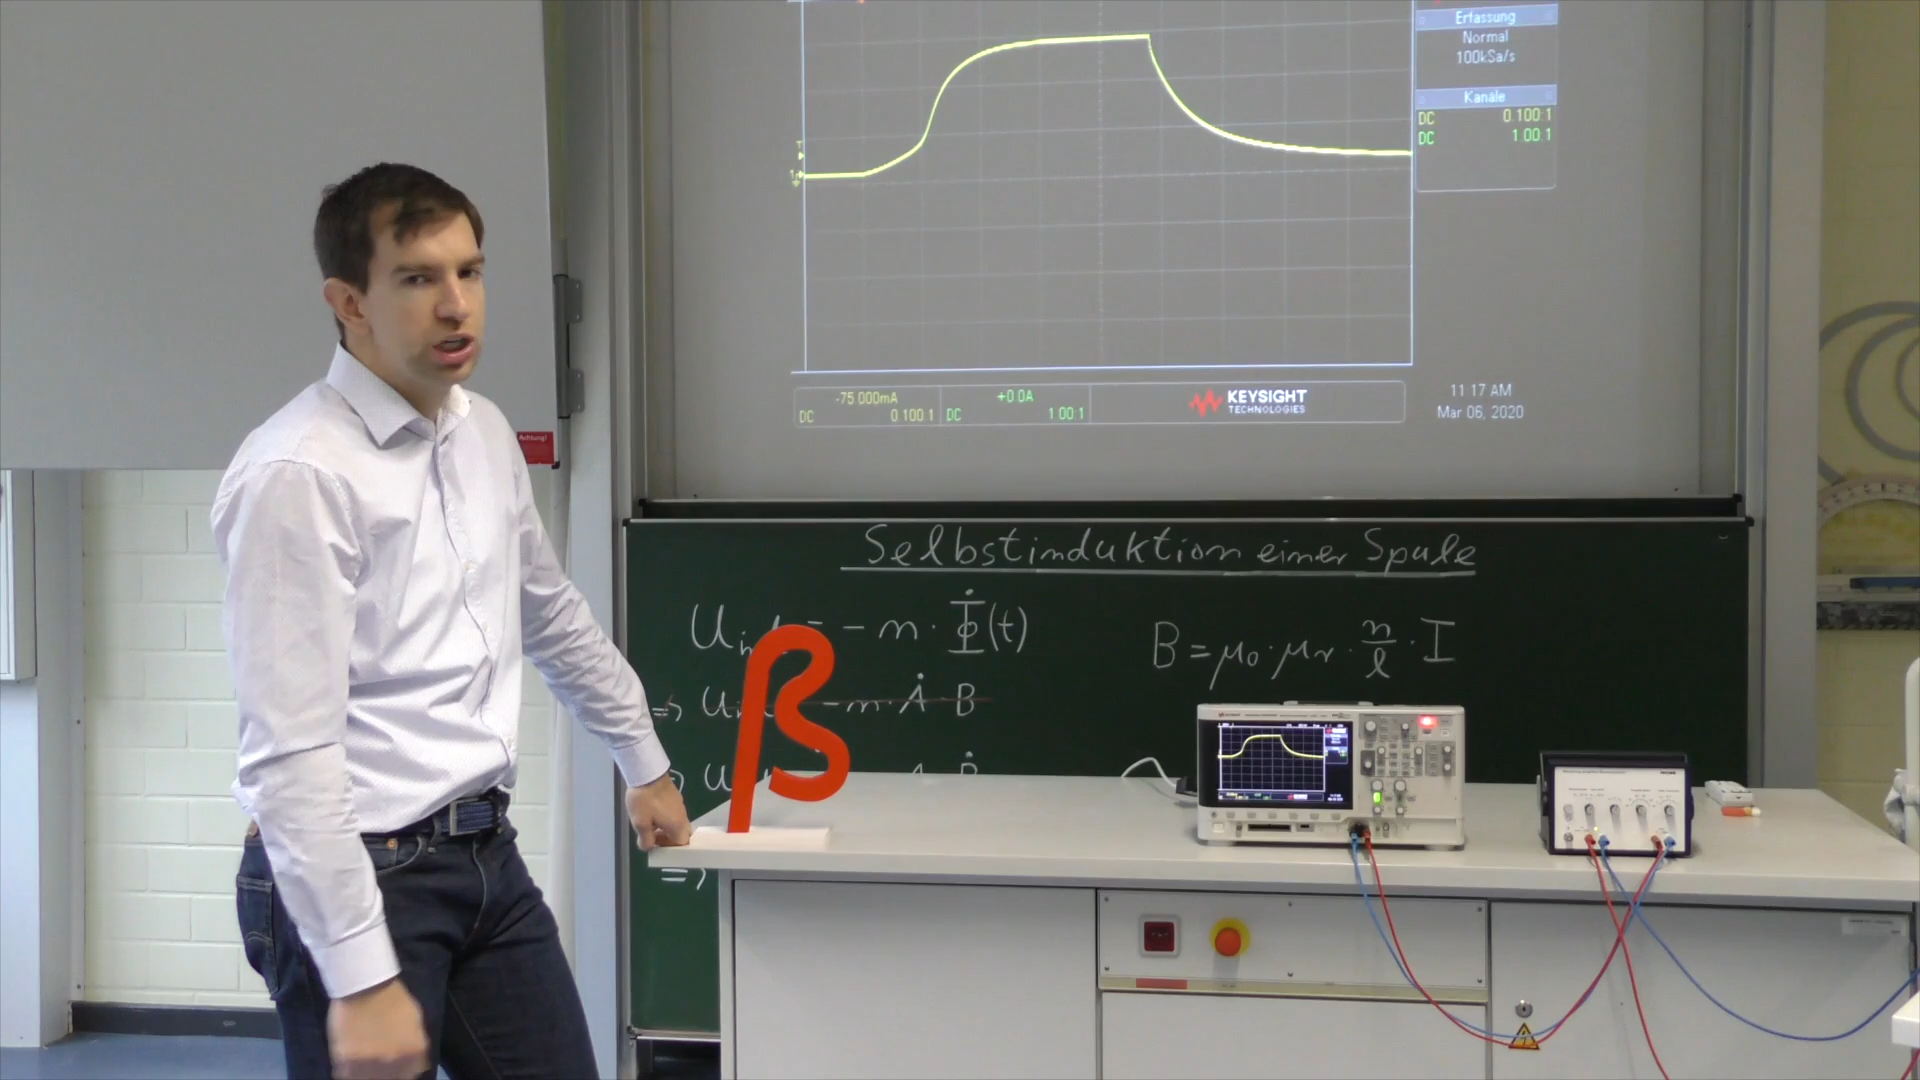 Erfassung
Normal
100kSa/s
Kanäle
DC 0.100:1
DC 1.00:1
-75.000mA
DC 0.100:1
+0.0A
DC 1.00:1
KEYSIGHT
TECHNOLOGIES
11:17 AM
Mar 06, 2020
Achtung!
Selbstinduktion einer Spule
= - n · Φ̇(t)
B = μ₀ · μᵣ · n/l · I
- n · Ȧ · B
β